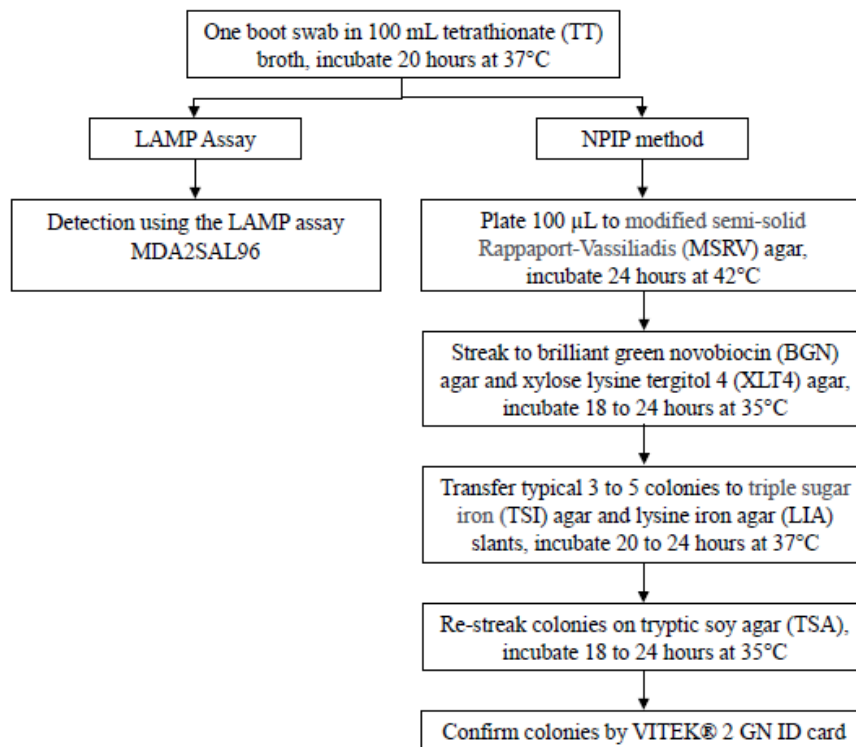 One boot swab in 100 mL tetrathionate (TT)
broth, incubate 20 hours at 37°C
LAMP Assay
NPIP method
Detection using the LAMP assay
MDA2SAL96
Plate 100 µL to modified semi-solid
Rappaport-Vassiliadis (MSRV) agar,
incubate 24 hours at 42°C
Streak to brilliant green novobiocin (BGN)
agar and xylose lysine tergitol 4 (XLT4) agar,
incubate 18 to 24 hours at 35°C
Transfer typical 3 to 5 colonies to triple sugar
iron (TSI) agar and lysine iron agar (LIA)
slants, incubate 20 to 24 hours at 37°C
Re-streak colonies on tryptic soy agar (TSA),
incubate 18 to 24 hours at 35°C
Confirm colonies by VITEK® 2 GN ID card